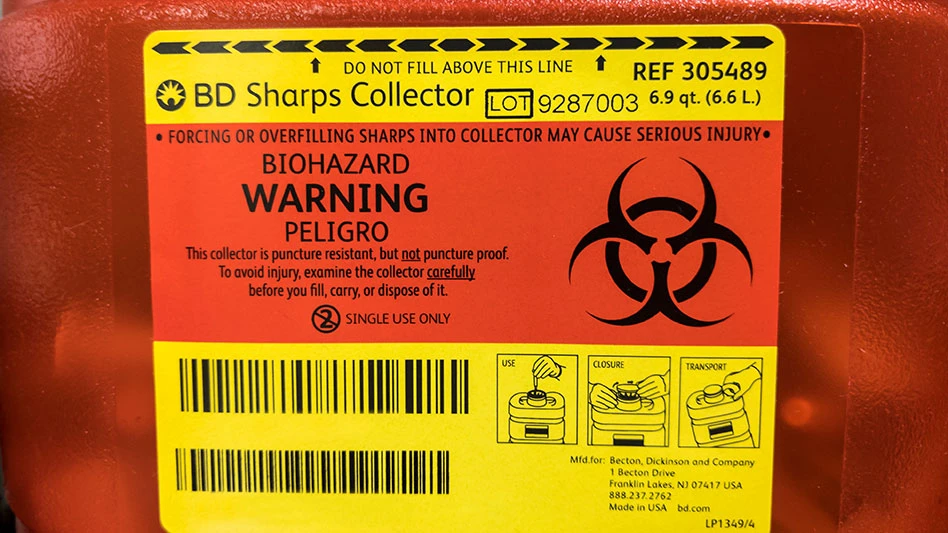 DO NOT FILL ABOVE THIS LINE
REF 305489
BD Sharps Collector LOT 9287003 6.9 qt. (6.6 L.)
• FORCING OR OVERFILLING SHARPS INTO COLLECTOR MAY CAUSE SERIOUS INJURY•
BIOHAZARD
WARNING
PELIGRO
This collector is puncture resistant, but not puncture proof.
To avoid injury, examine the collector carefully
before you fill, carry, or dispose of it.
2 SINGLE USE ONLY
USE
CLOSURE
TRANSPORT
Mfd.for: Becton, Dickinson and Company
1 Becton Drive
Franklin Lakes, NJ 07417 USA
888.237.2762
Made in USA bd.com
LP1349/4